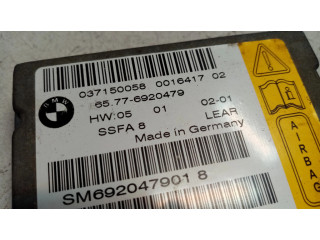 037150058 0016417 02
BMW
65.77-6920479
HW:05 01 02-01
SSFA 8 LEAR
Made in Germany
SM692047901 8
AIRBAG